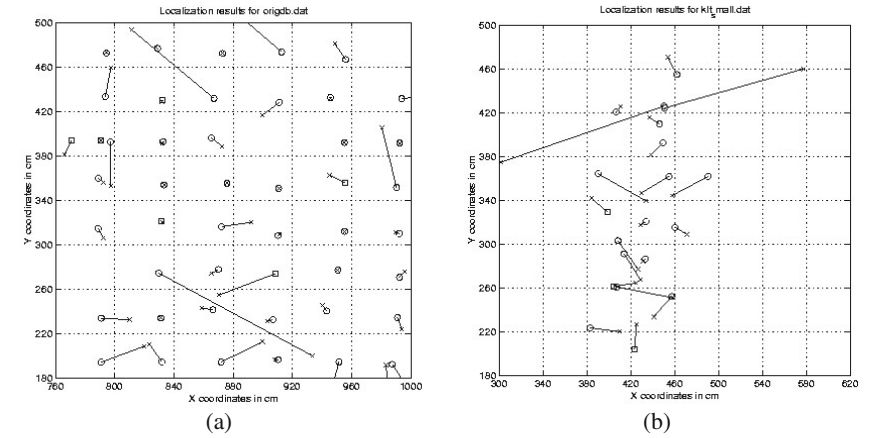 Localization results for origdb.dat
500
460
420
380
340
300
260
220
180
Y coordinates in cm
760 800 840 880 920 960 1000
X coordinates in cm
(a)
Localization results for klt_small.dat
500
460
420
380
340
300
260
220
180
Y coordinates in cm
300 340 380 420 460 500 540 580 620
X coordinates in cm
(b)